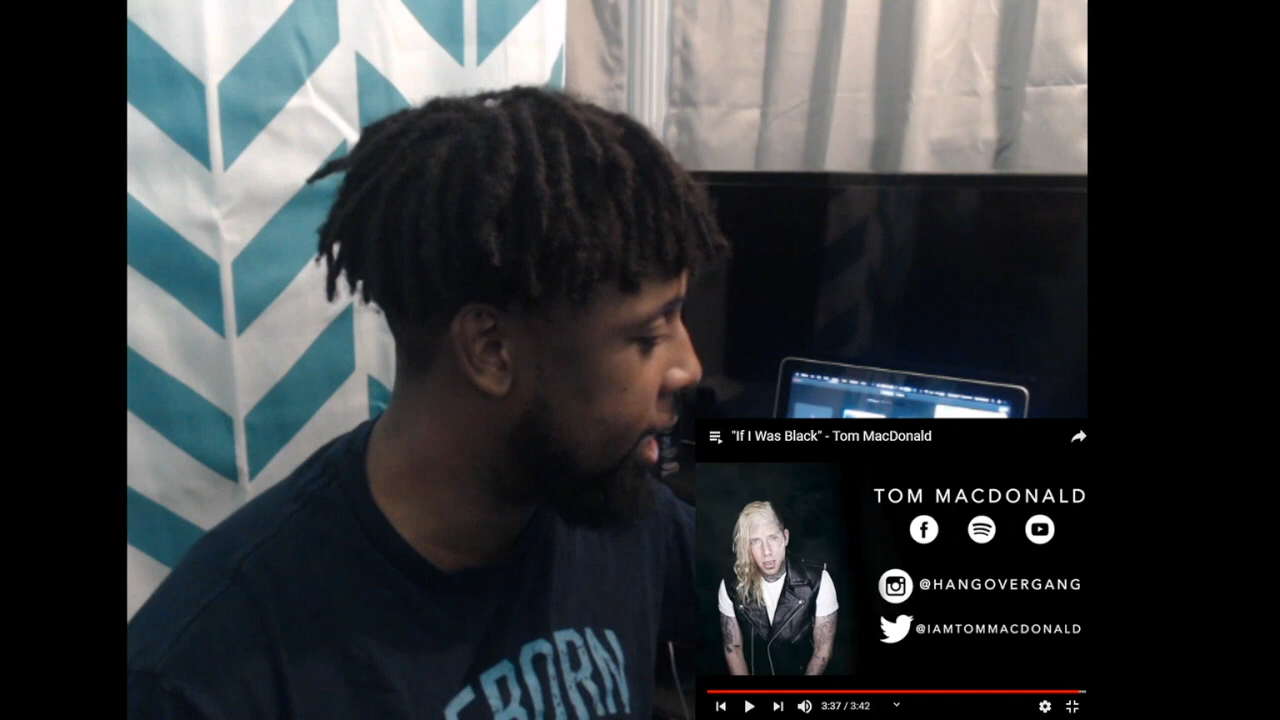 "If I Was Black" - Tom MacDonald
TOM MACDONALD
@HANGOVERGANG
@IAMTOMMACDONALD
3:37 / 3:42
EBORN